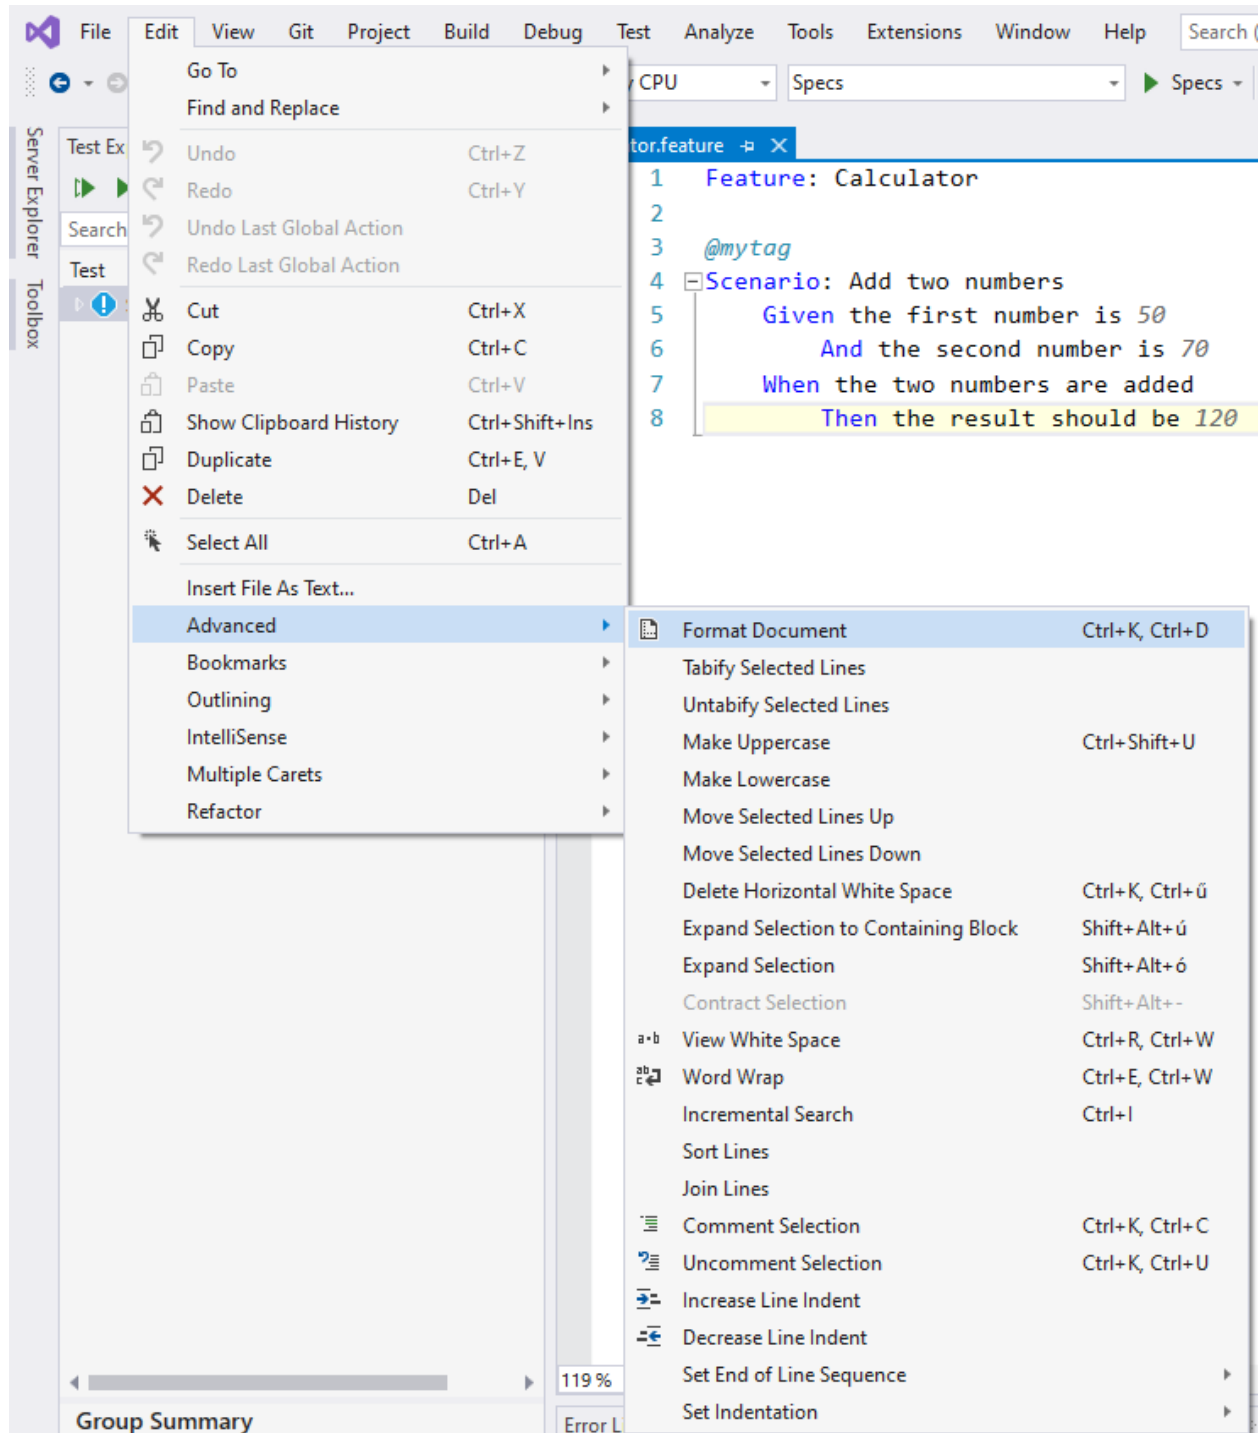 File Edit View Git Project Build Debug Test Analyze Tools Extensions Window Help Search (
CPU Specs Specs
Server Explorer
Toolbox
Test Ex
Search
Test
Go To
Find and Replace
Undo Ctrl+Z
Redo Ctrl+Y
Undo Last Global Action
Redo Last Global Action
Cut Ctrl+X
Copy Ctrl+C
Paste Ctrl+V
Show Clipboard History Ctrl+Shift+Ins
Duplicate Ctrl+E, V
Delete Del
Select All Ctrl+A
Insert File As Text...
Advanced
Bookmarks
Outlining
IntelliSense
Multiple Carets
Refactor
tor.feature
1 Feature: Calculator
2
3 @mytag
4 Scenario: Add two numbers
5 Given the first number is 50
6 And the second number is 70
7 When the two numbers are added
8 Then the result should be 120
Format Document Ctrl+K, Ctrl+D
Tabify Selected Lines
Untabify Selected Lines
Make Uppercase Ctrl+Shift+U
Make Lowercase
Move Selected Lines Up
Move Selected Lines Down
Delete Horizontal White Space Ctrl+K, Ctrl+ű
Expand Selection to Containing Block Shift+Alt+ú
Expand Selection Shift+Alt+ó
Contract Selection Shift+Alt+-
a•b View White Space Ctrl+R, Ctrl+W
Word Wrap Ctrl+E, Ctrl+W
Incremental Search Ctrl+I
Sort Lines
Join Lines
Comment Selection Ctrl+K, Ctrl+C
Uncomment Selection Ctrl+K, Ctrl+U
Increase Line Indent
Decrease Line Indent
Set End of Line Sequence
Set Indentation
119 %
Group Summary
Error L